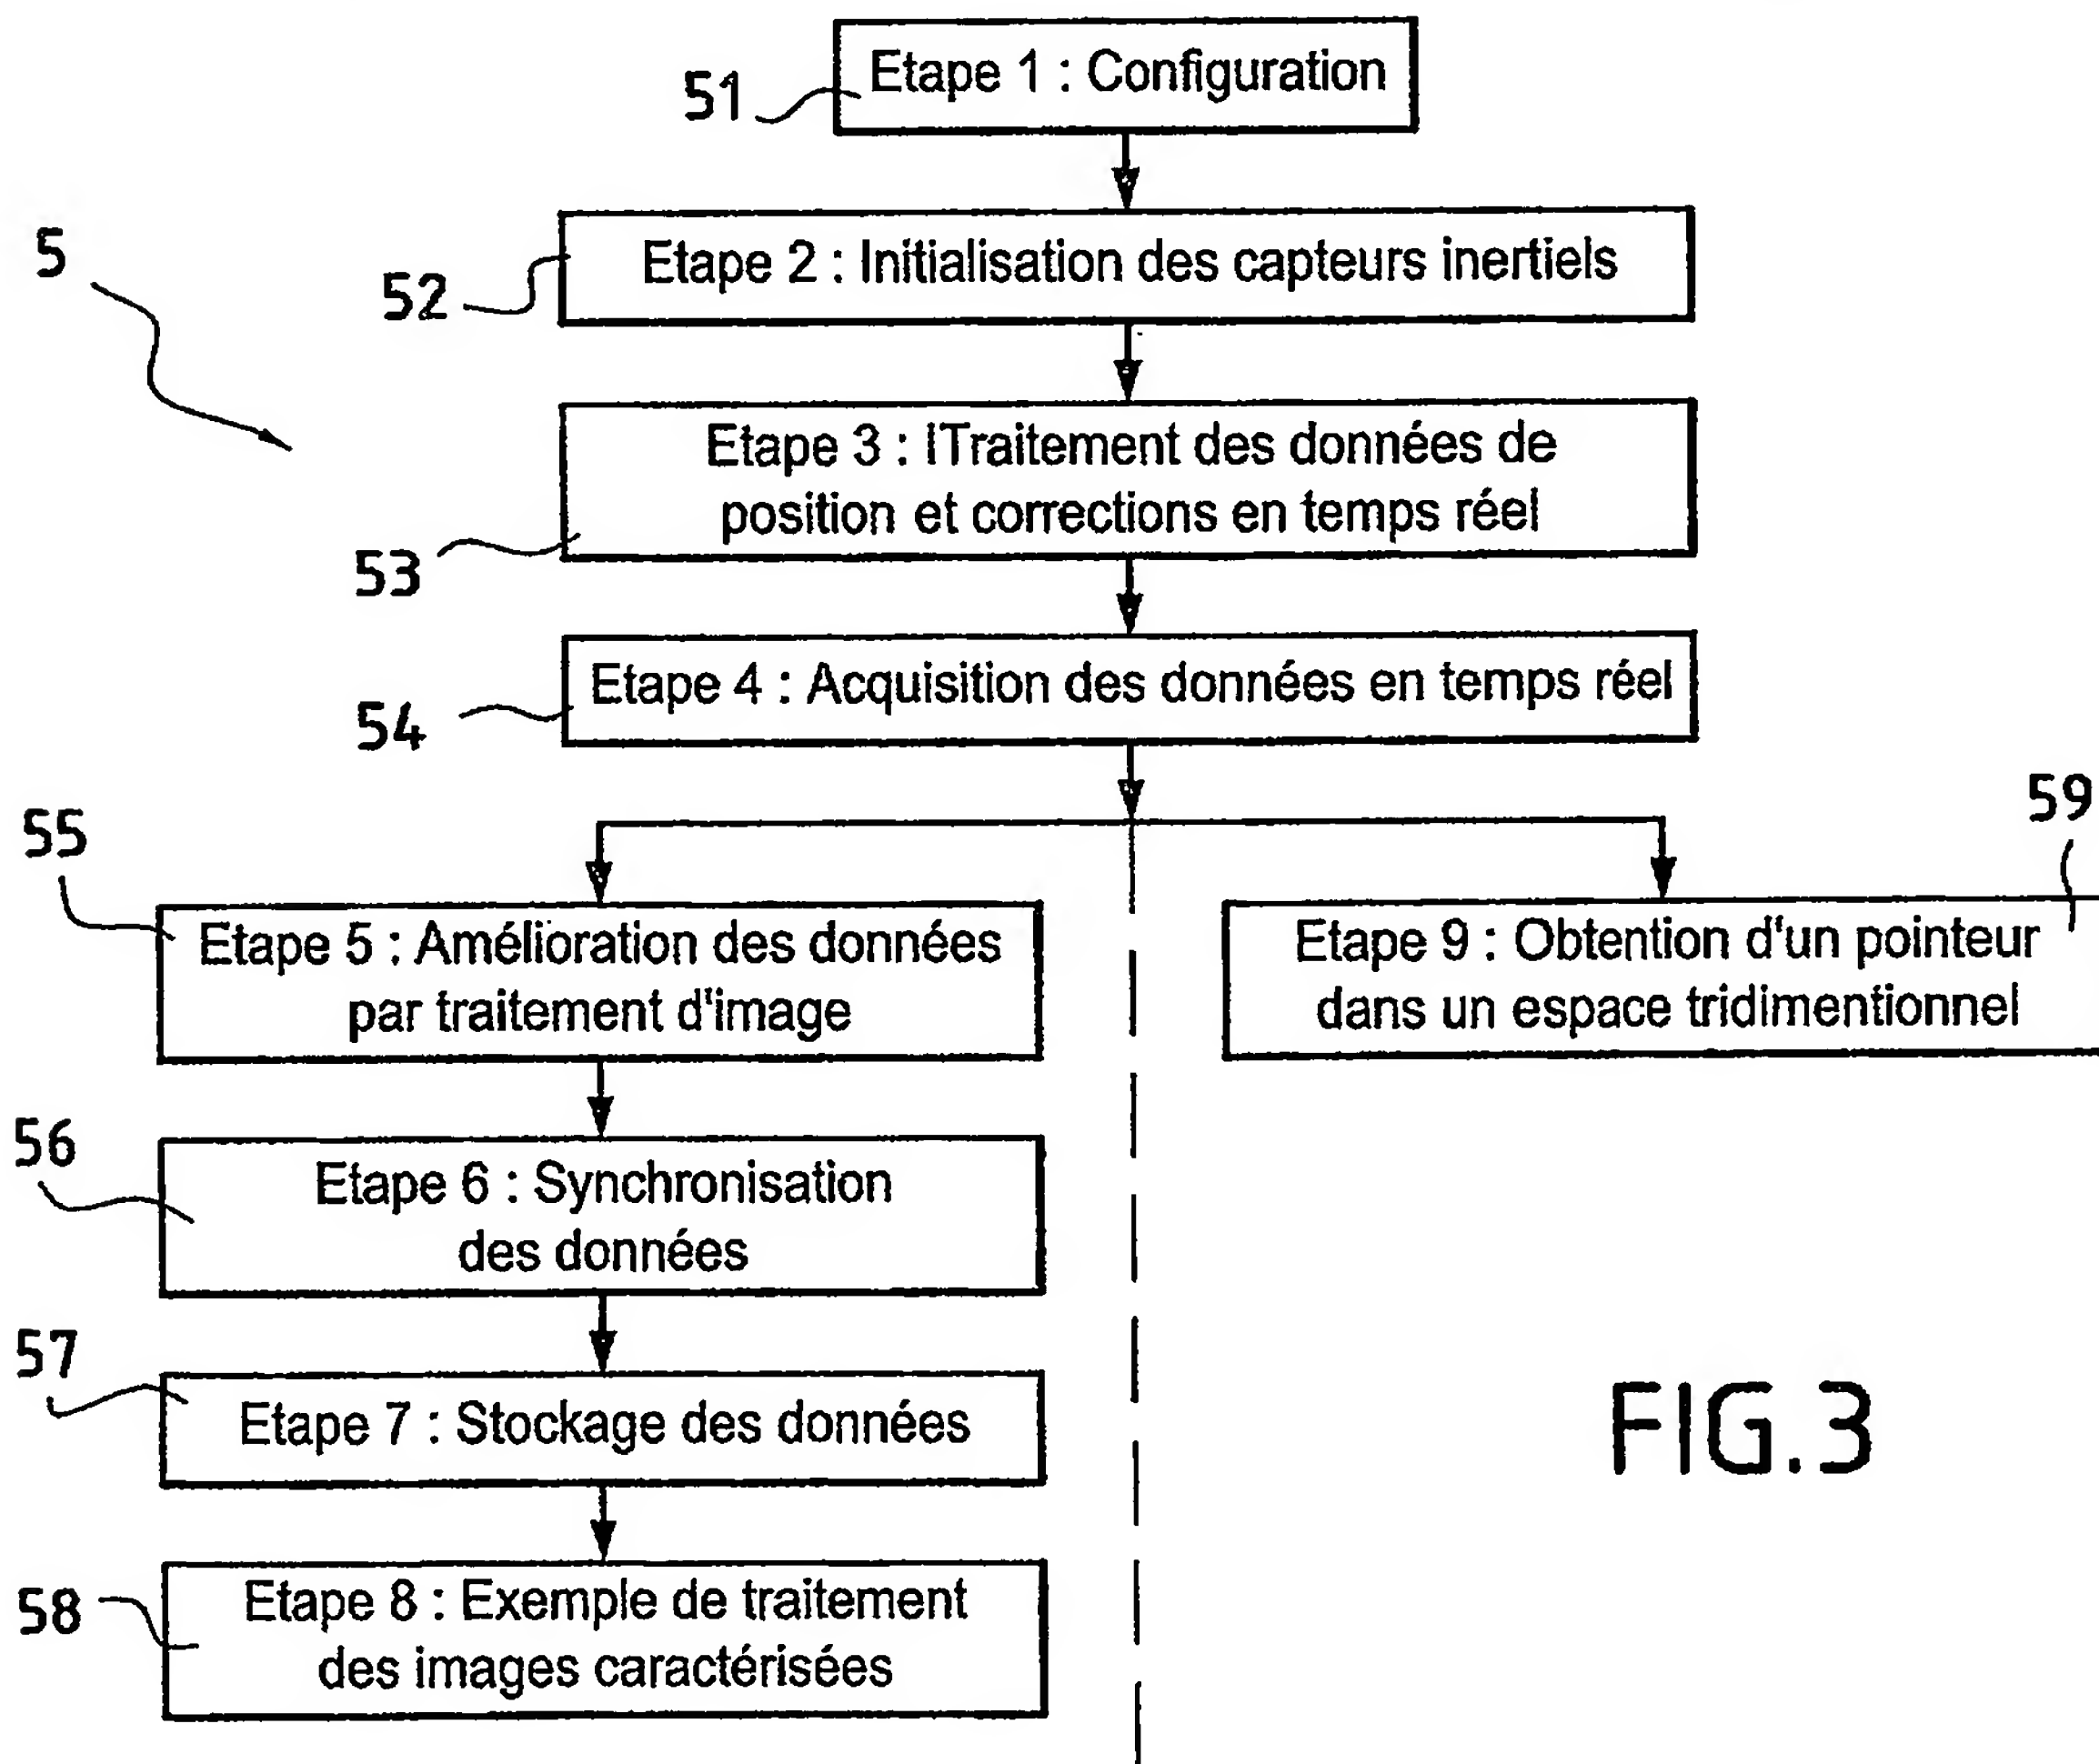 51
Etape 1 : Configuration
5
52
Etape 2 : Initialisation des capteurs inertiels
53
Etape 3 : ITraitement des données de
position et corrections en temps réel
54
Etape 4 : Acquisition des données en temps réel
55
Etape 5 : Amélioration des données
par traitement d'image
59
Etape 9 : Obtention d'un pointeur
dans un espace tridimentionnel
56
Etape 6 : Synchronisation
des données
57
Etape 7 : Stockage des données
58
Etape 8 : Exemple de traitement
des images caractérisées
FIG.3